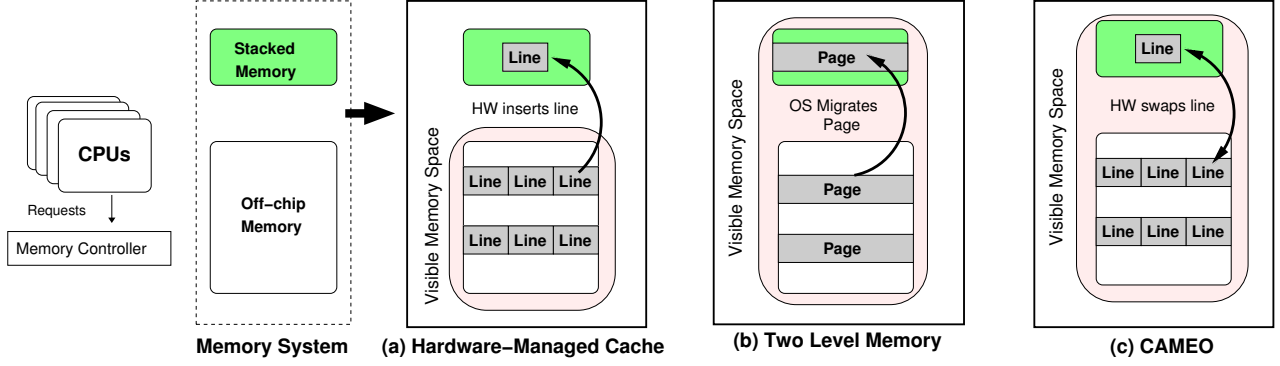 CPUs
Requests
Memory Controller
Stacked
Memory
Off-chip
Memory
Memory System
Line
HW inserts line
Visible Memory Space
Line Line Line
Line Line Line
(a) Hardware-Managed Cache
Page
OS Migrates
Page
Visible Memory Space
Page
Page
(b) Two Level Memory
Line
HW swaps line
Visible Memory Space
Line Line Line
Line Line Line
(c) CAMEO